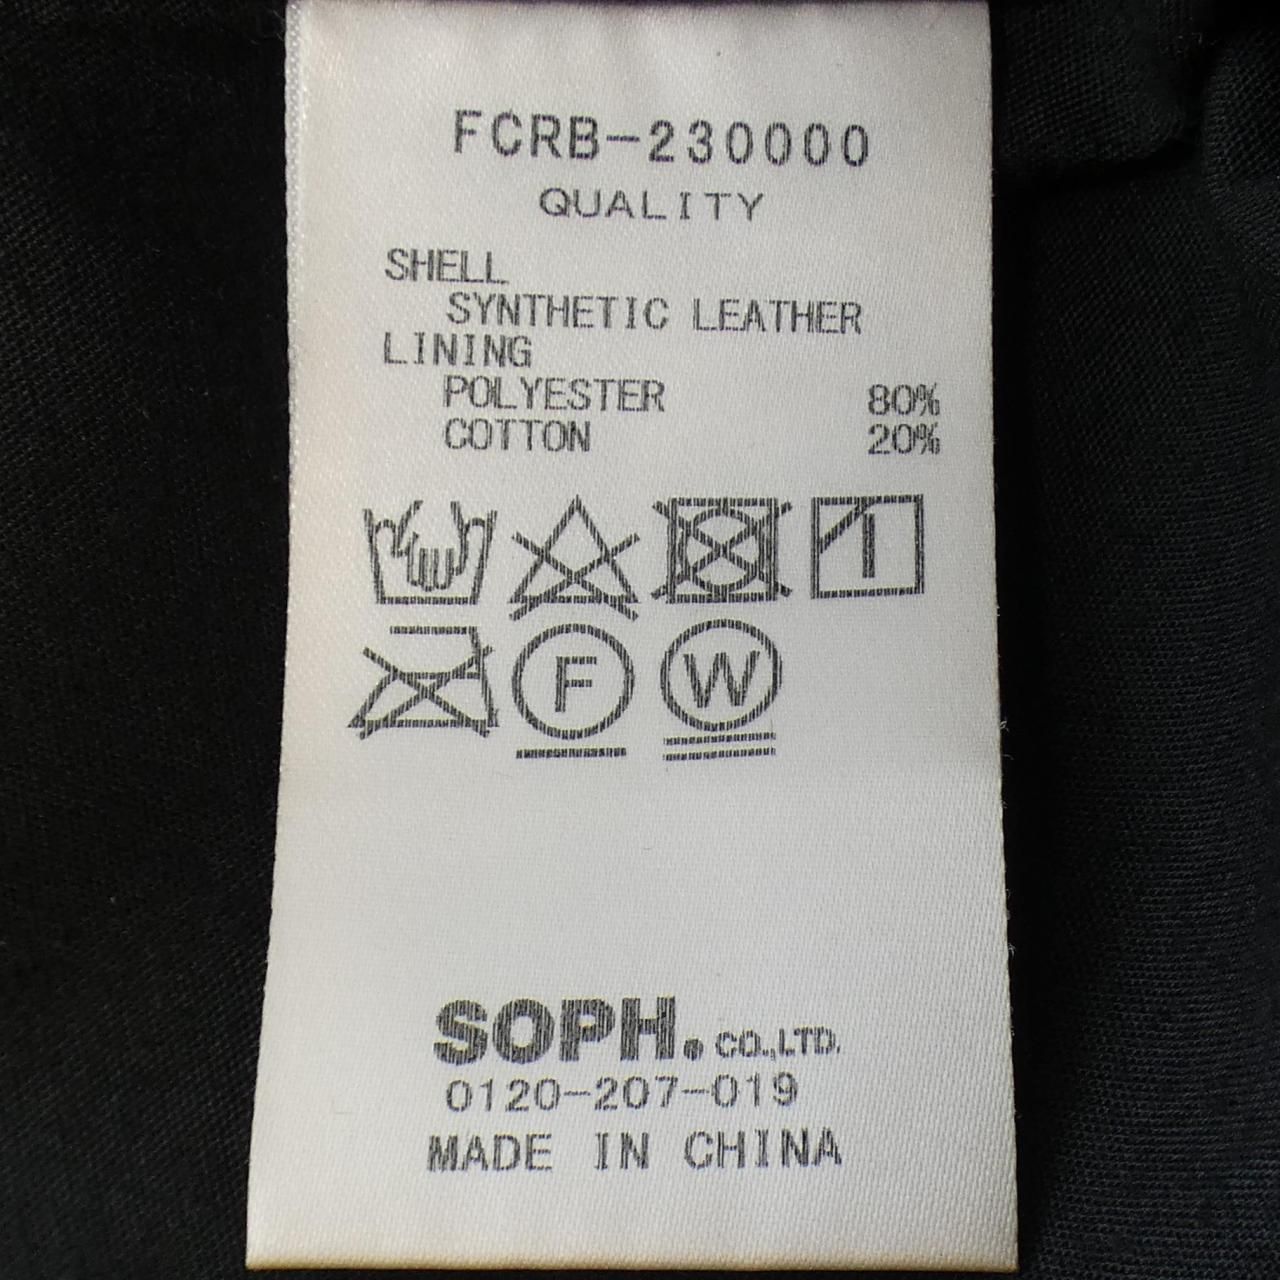 FCRB-230000
QUALITY
SHELL
SYNTHETIC LEATHER
LINING
POLYESTER 80%
COTTON 20%
F W
SOPH. CO.,LTD.
0120-207-019
MADE IN CHINA